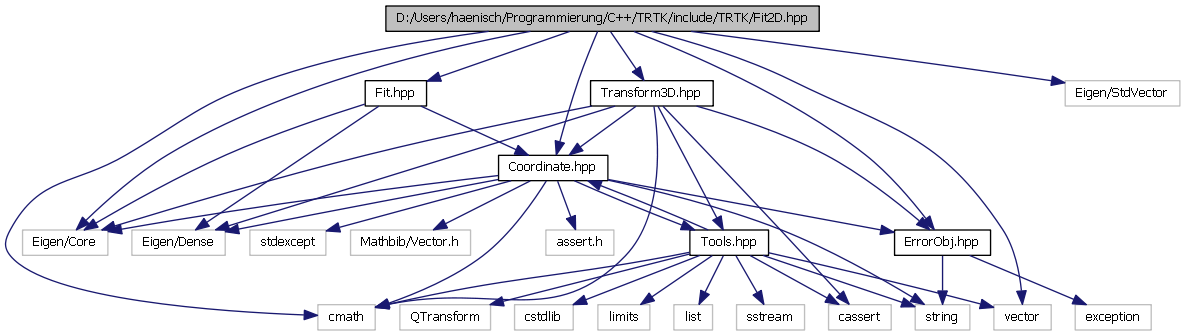 D:/Users/haenisch/Programmierung/C++/TRTK/include/TRTK/Fit2D.hpp
Fit.hpp
Transform3D.hpp
Eigen/StdVector
Coordinate.hpp
Eigen/Core
Eigen/Dense
stdexcept
Mathbib/Vector.h
assert.h
Tools.hpp
ErrorObj.hpp
cmath
QTransform
cstdlib
limits
list
sstream
cassert
string
vector
exception